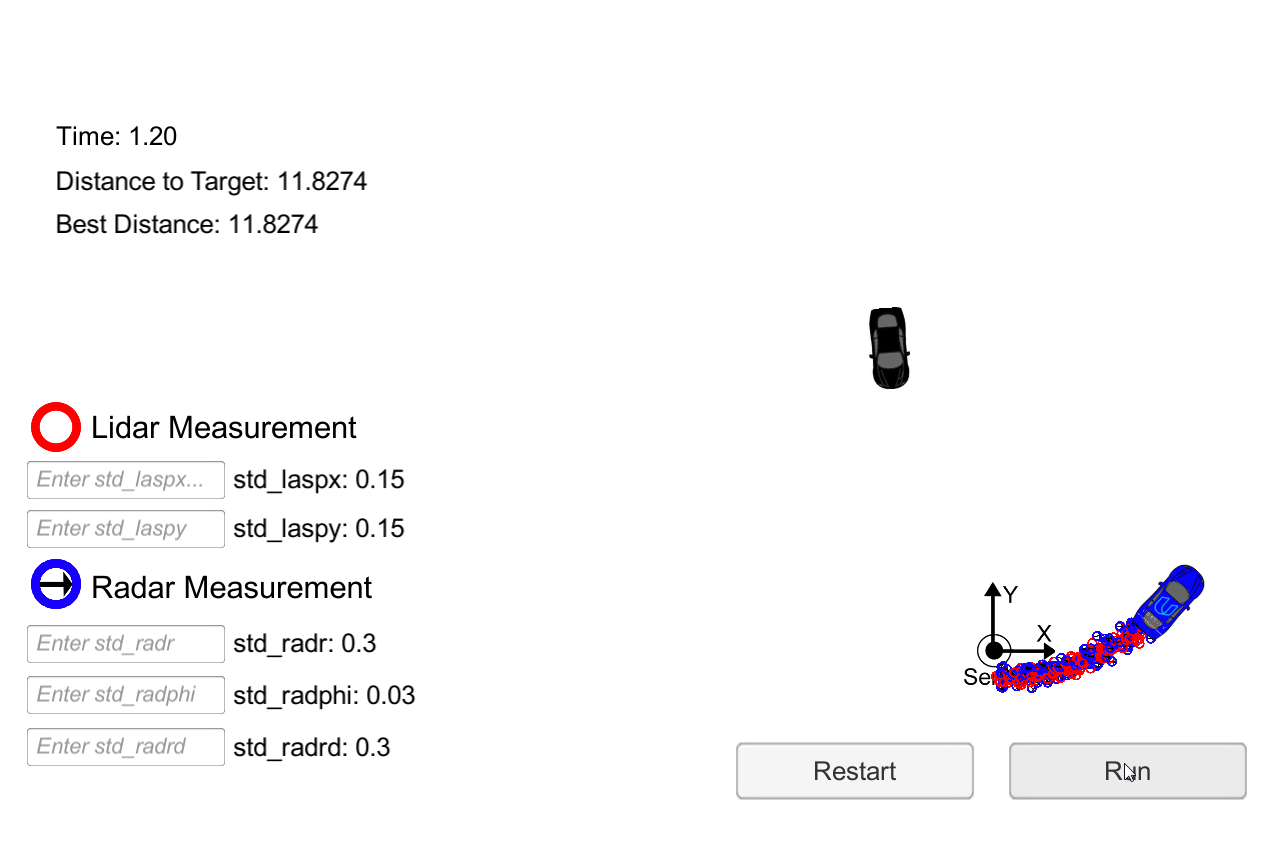 Time: 1.20
Distance to Target: 11.8274
Best Distance: 11.8274
Lidar Measurement
Enter std_laspx... std_laspx: 0.15
Enter std_laspy std_laspy: 0.15
Radar Measurement
Enter std_radr std_radr: 0.3
Enter std_radphi std_radphi: 0.03
Enter std_radrd std_radrd: 0.3
Y
X
Se
Restart
Run